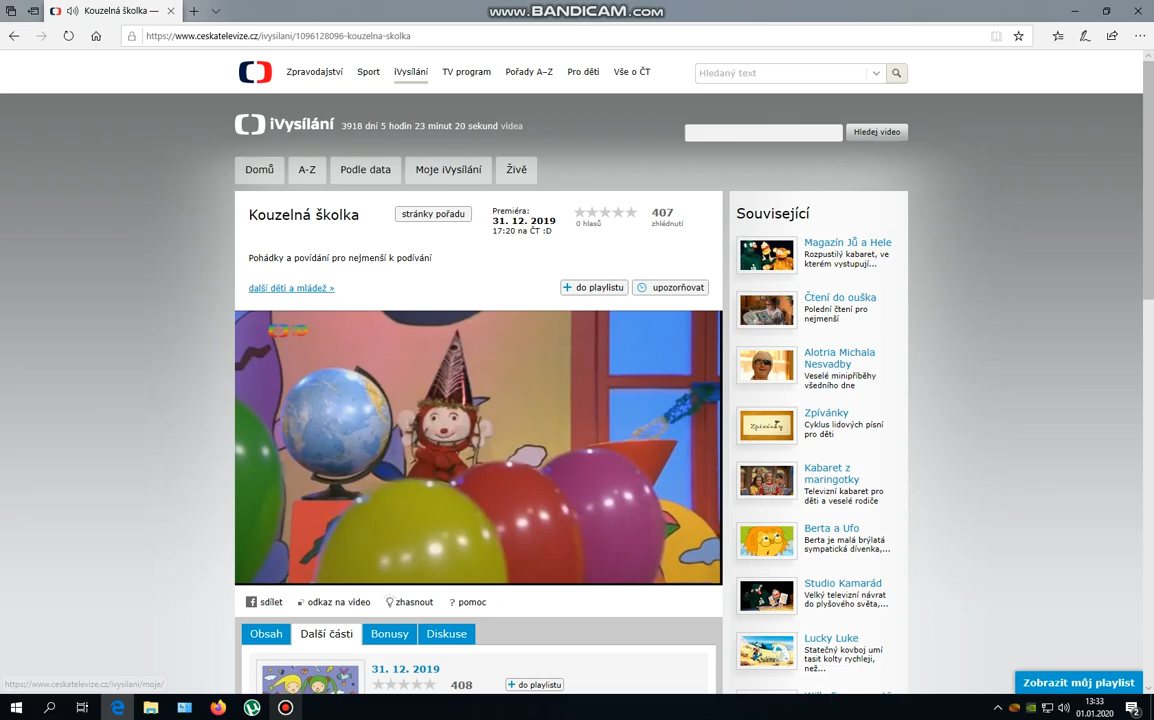 www.BANDICAM.com
Kouzelná školka —
https://www.ceskatelevize.cz/ivysilani/1096128096-kouzelna-skolka
Zpravodajství Sport iVysílání TV program Pořady A–Z Pro děti Vše o ČT
Hledaný text
iVysílání 3918 dní 5 hodin 23 minut 20 sekund videa
Hledej video
Domů A-Z Podle data Moje iVysílání Živě
Kouzelná školka
stránky pořadu
Premiéra:
31. 12. 2019
17:20 na ČT :D
0 hlasů
407
zhlédnutí
Pohádky a povídání pro nejmenší k podívání
další děti a mládež »
do playlistu
upozorňovat
sdílet odkaz na video zhasnout ? pomoc
Obsah Další části Bonusy Diskuse
31. 12. 2019
408
do playlistu
Související
Magazín Jů a Hele
Rozpustilý kabaret, ve
kterém vystupují...
Čtení do ouška
Polední čtení pro
nejmenší
Alotria Michala
Nesvadby
Veselé minipříběhy
všedního dne
Zpívánky
Zpívánky
Cyklus lidových písní
pro děti
Kabaret z
maringotky
Televizní kabaret pro
děti a veselé rodiče
Berta a Ufo
Berta je malá brýlatá
sympatická dívenka,...
Studio Kamarád
Velký televizní návrat
do plyšového světa,...
Lucky Luke
Statečný kovboj umí
tasit kolty rychleji,
než...
Zobrazit můj playlist
https://www.ceskatelevize.cz/ivysilani/moje/
13:33
01.01.2020
2